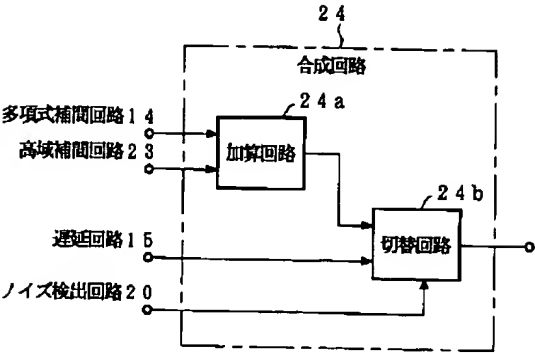 ２４
合成回路
多項式補間回路１４
２４ａ
高域補間回路２３
加算回路
２４ｂ
遅延回路１５
切替回路
ノイズ検出回路２０